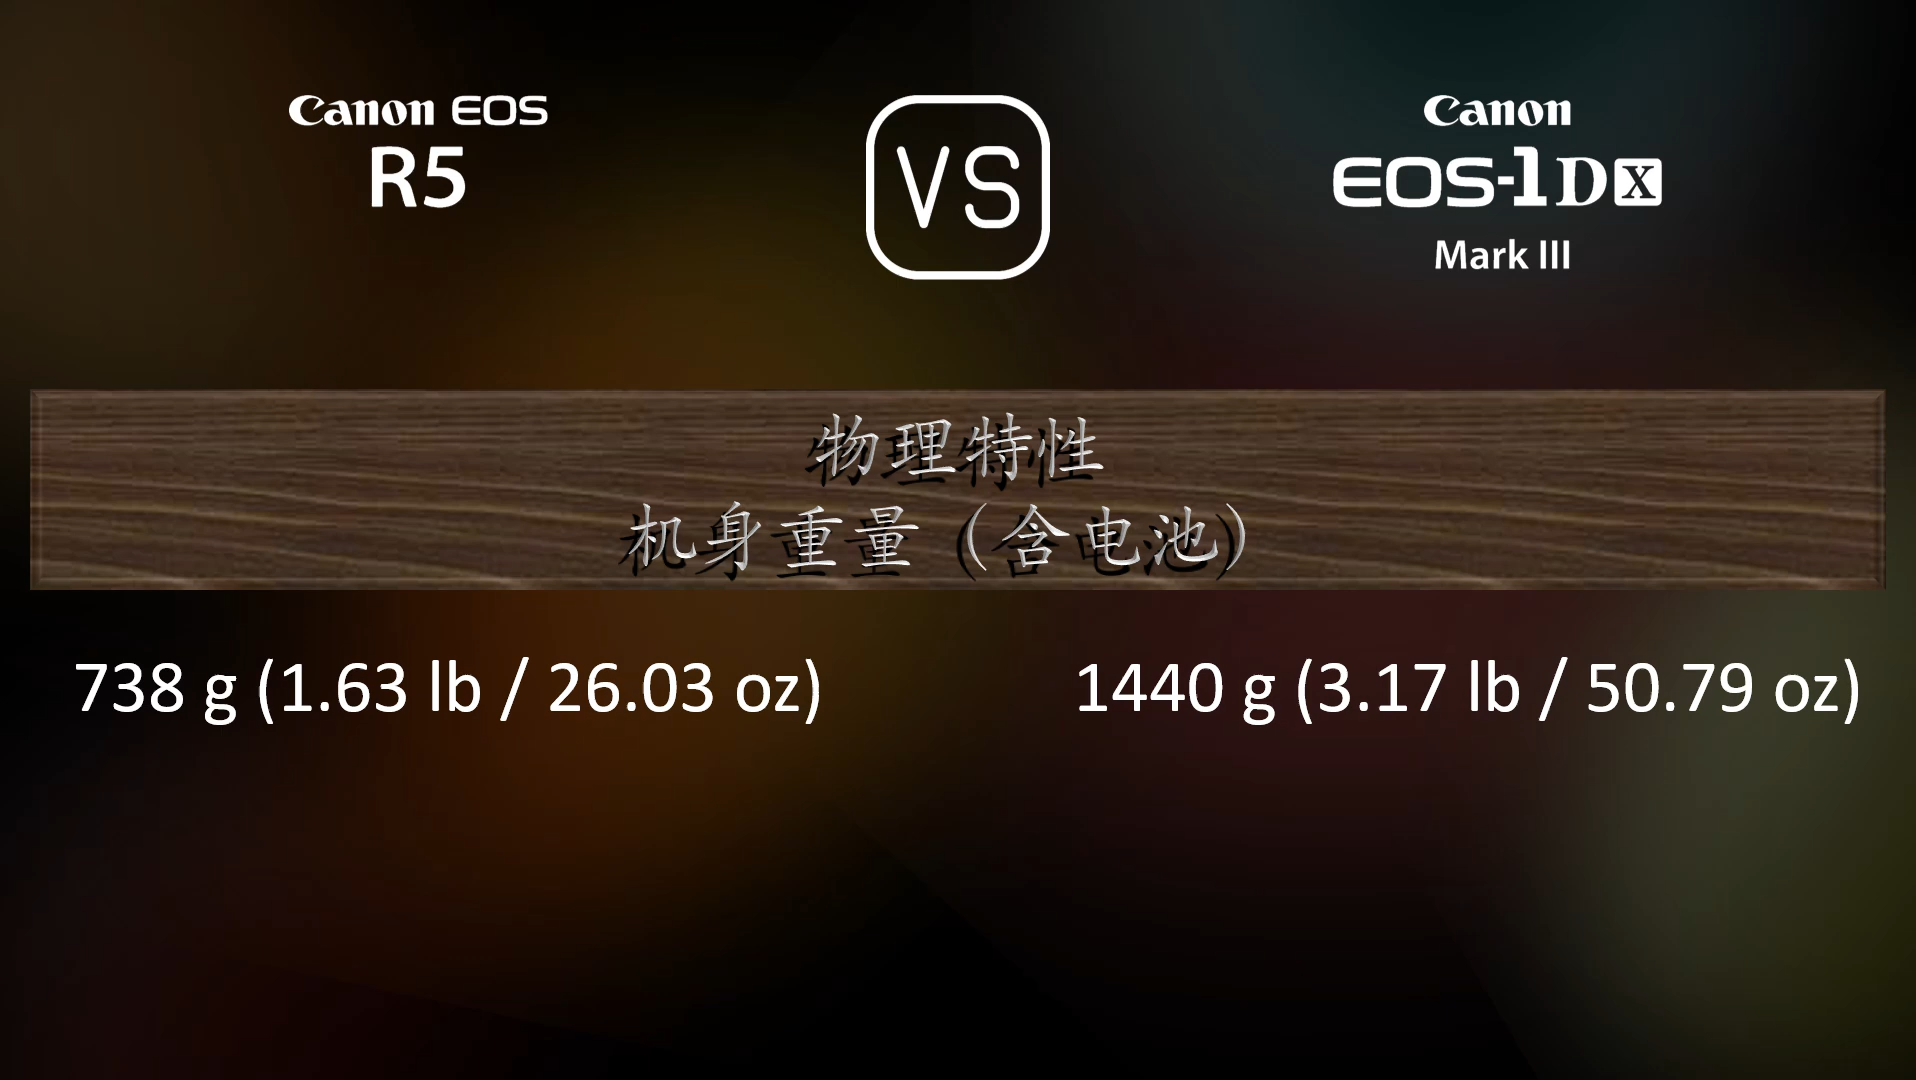 Canon EOS
R5
VS
Canon
EOS-1DX
Mark III
物理特性
机身重量（含电池）
738 g (1.63 lb / 26.03 oz)
1440 g (3.17 lb / 50.79 oz)